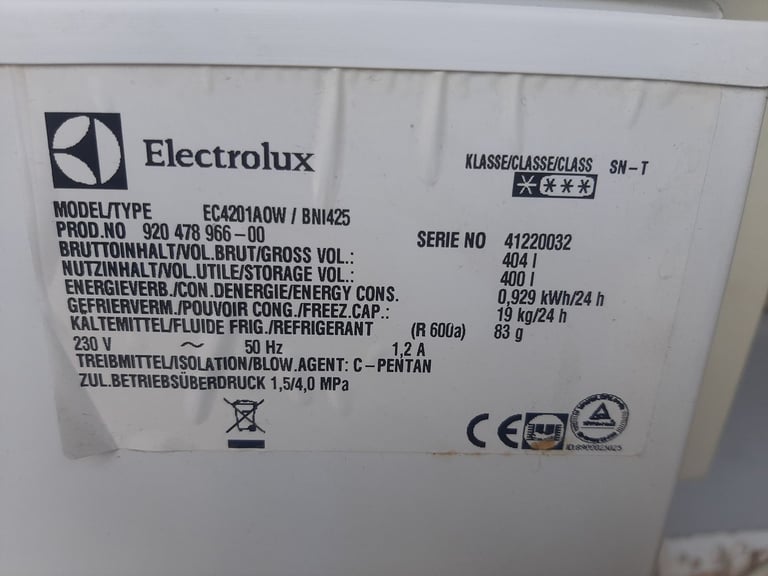 Electrolux
KLASSE/CLASSE/CLASS SN-T
MODEL/TYPE EC4201AOW / BNI425
PROD.NO 920 478 966-00
SERIE NO 41220032
BRUTTOINHALT/VOL.BRUT/GROSS VOL.: 404 l
NUTZINHALT/VOL.UTILE/STORAGE VOL.: 400 l
ENERGIEVERB./CON.DENERGIE/ENERGY CONS. 0,929 kWh/24 h
GEFRIERVERM./POUVOIR CONG./FREEZ.CAP.: 19 kg/24 h
KALTEMITTEL/FLUIDE FRIG./REFRIGERANT (R 600a) 83 g
230 V ~ 50 Hz 1,2 A
TREIBMITTEL/ISOLATION/BLOW.AGENT: C-PENTAN
ZUL.BETRIEBSÜBERDRUCK 1,5/4,0 MPa
CE